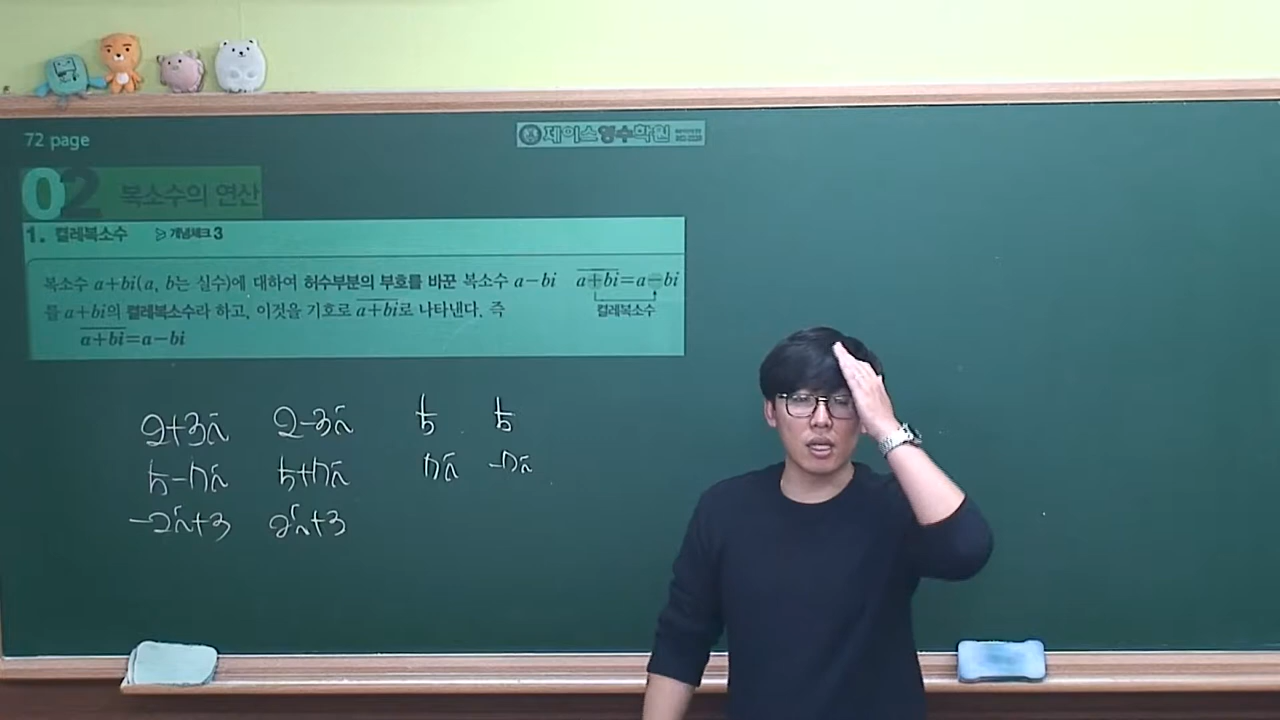 72 page
제이스영수학원
02 복소수의 연산
1. 켤레복소수 ▷ 개념체크 3
복소수 a+bi(a, b는 실수)에 대하여 허수부분의 부호를 바꾼 복소수 a-bi
를 a+bi의 켤레복소수라 하고, 이것을 기호로 \overline{a+bi}로 나타낸다. 즉
\overline{a+bi}=a-bi
\overline{a+bi}=a-bi
켤레복소수
2+3i 2-3i 5 5
5-7i 5+7i 7i -7i
-2i+3 2i+3